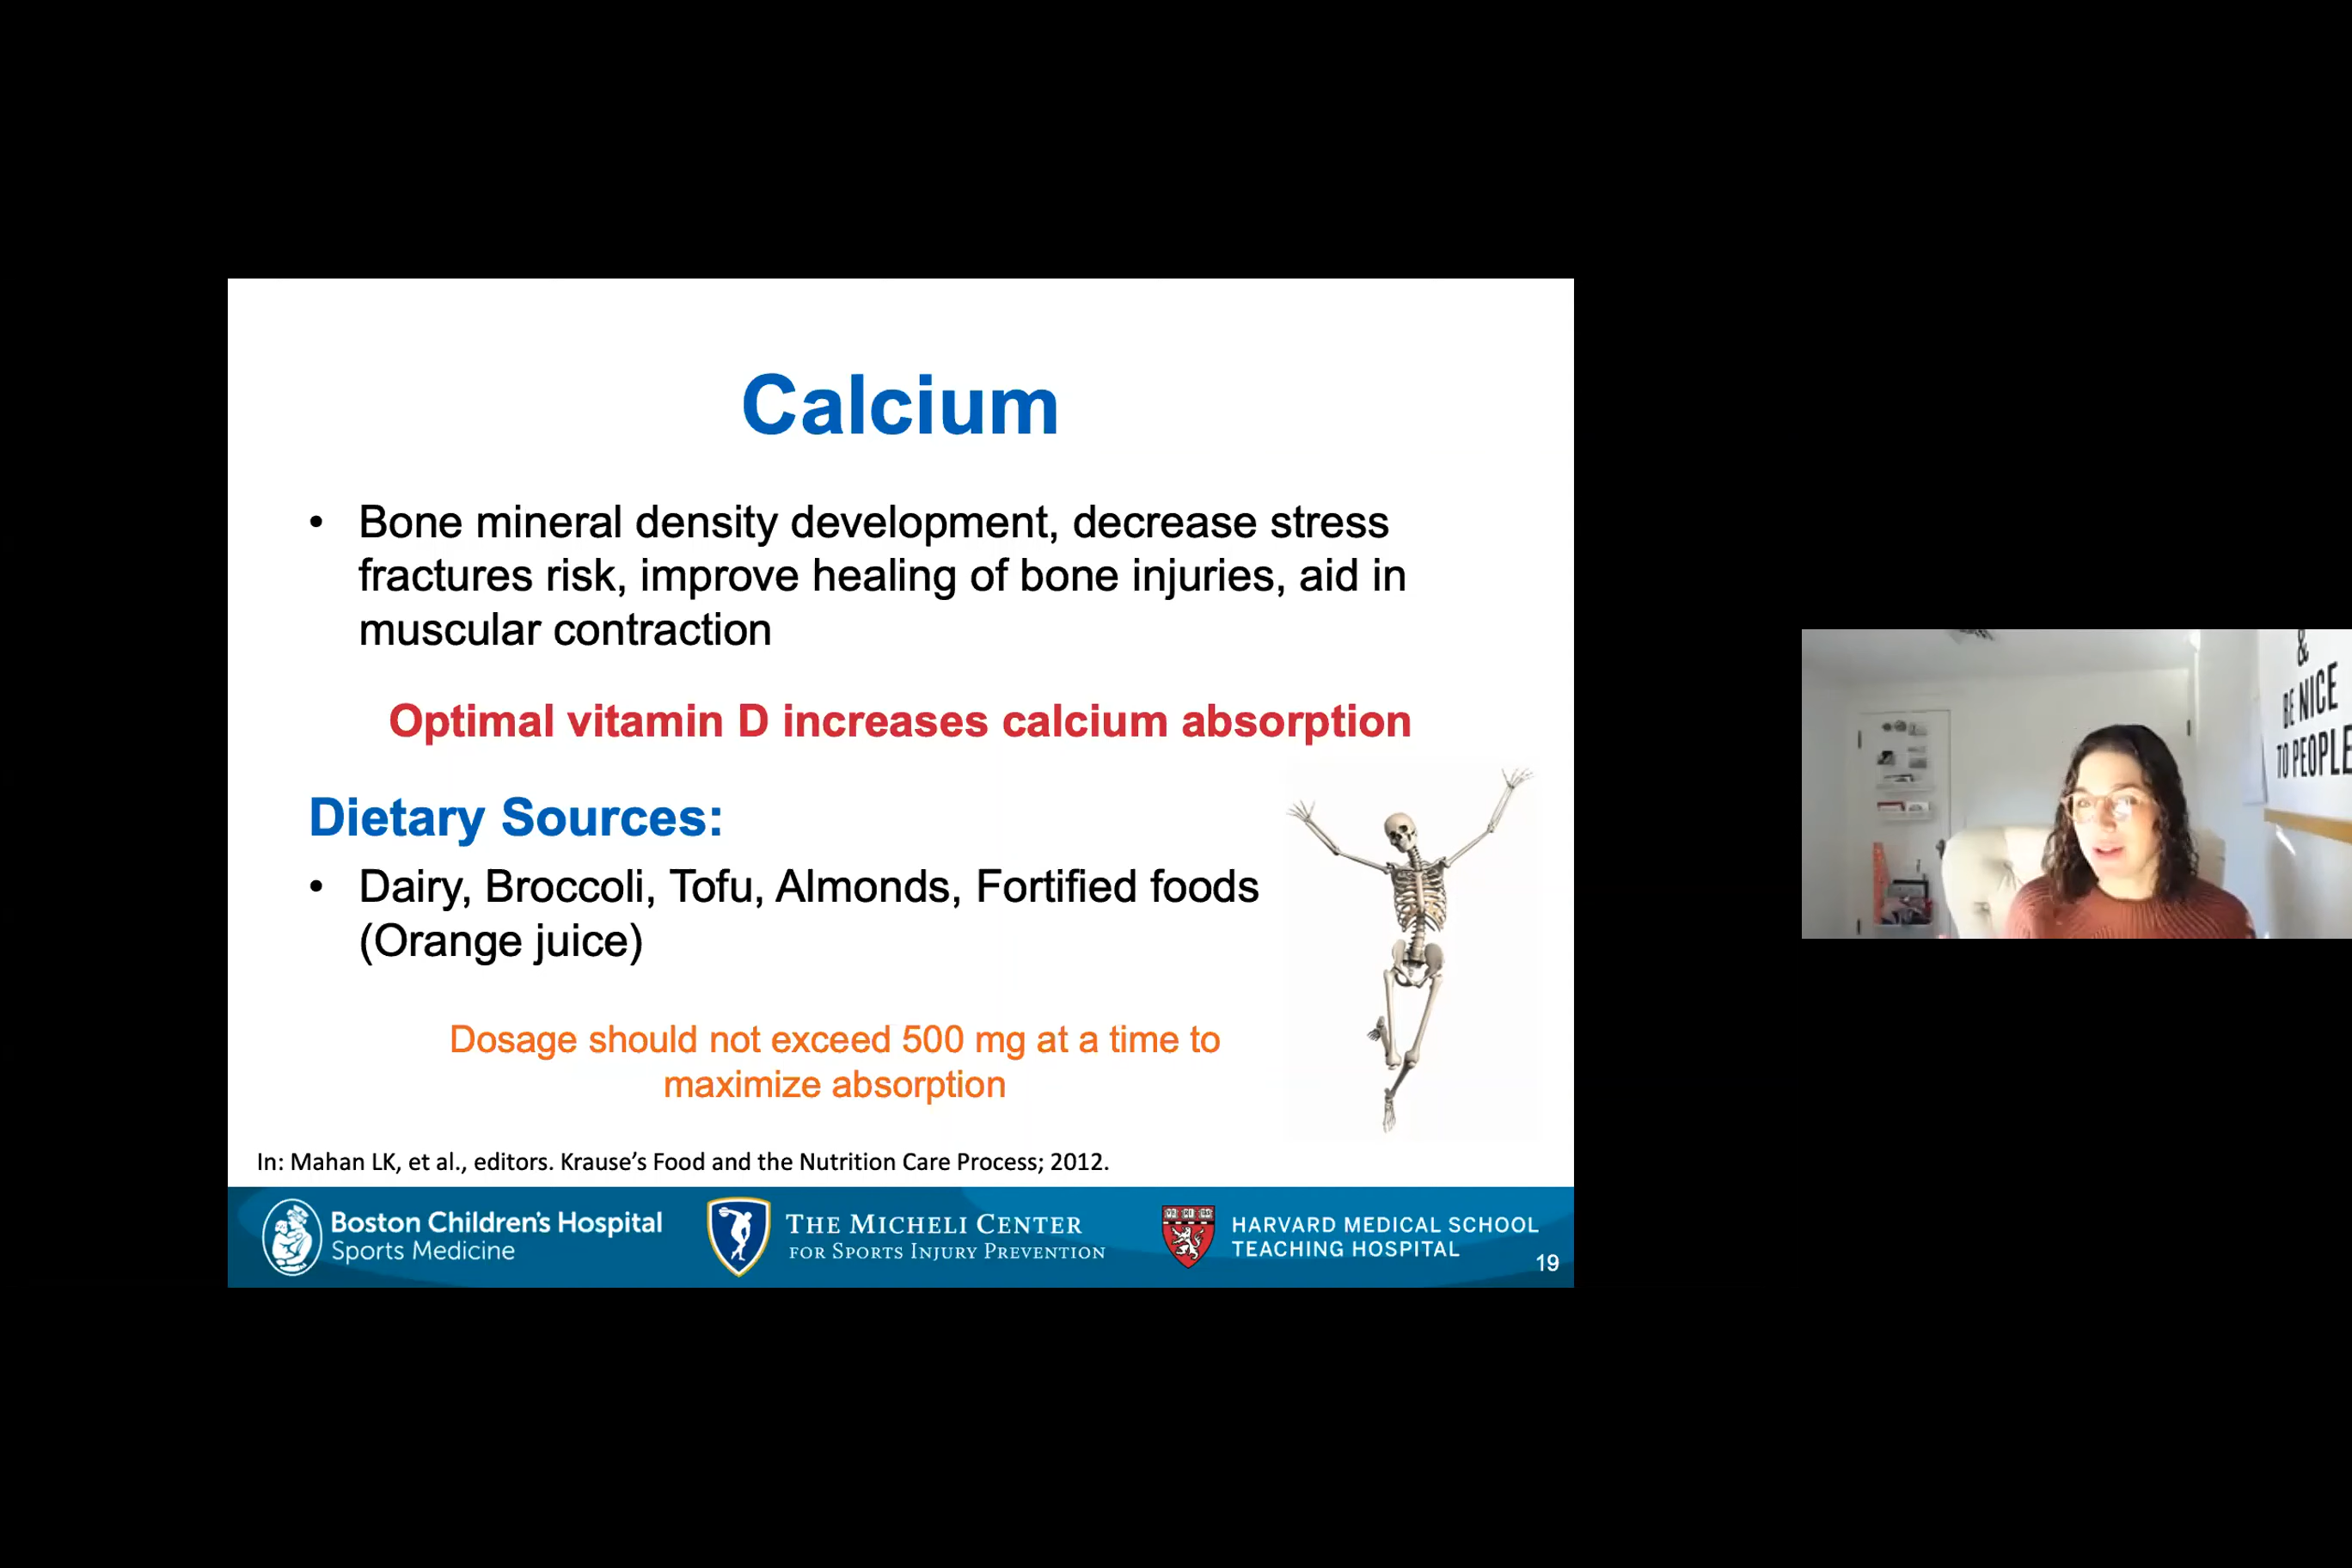 Calcium
• Bone mineral density development, decrease stress
fractures risk, improve healing of bone injuries, aid in
muscular contraction
Optimal vitamin D increases calcium absorption
Dietary Sources:
• Dairy, Broccoli, Tofu, Almonds, Fortified foods
(Orange juice)
Dosage should not exceed 500 mg at a time to
maximize absorption
In: Mahan LK, et al., editors. Krause’s Food and the Nutrition Care Process; 2012.
Boston Children's Hospital
Sports Medicine
THE MICHELI CENTER
FOR SPORTS INJURY PREVENTION
HARVARD MEDICAL SCHOOL
TEACHING HOSPITAL
19
&
BE NICE
TO PEOPLE